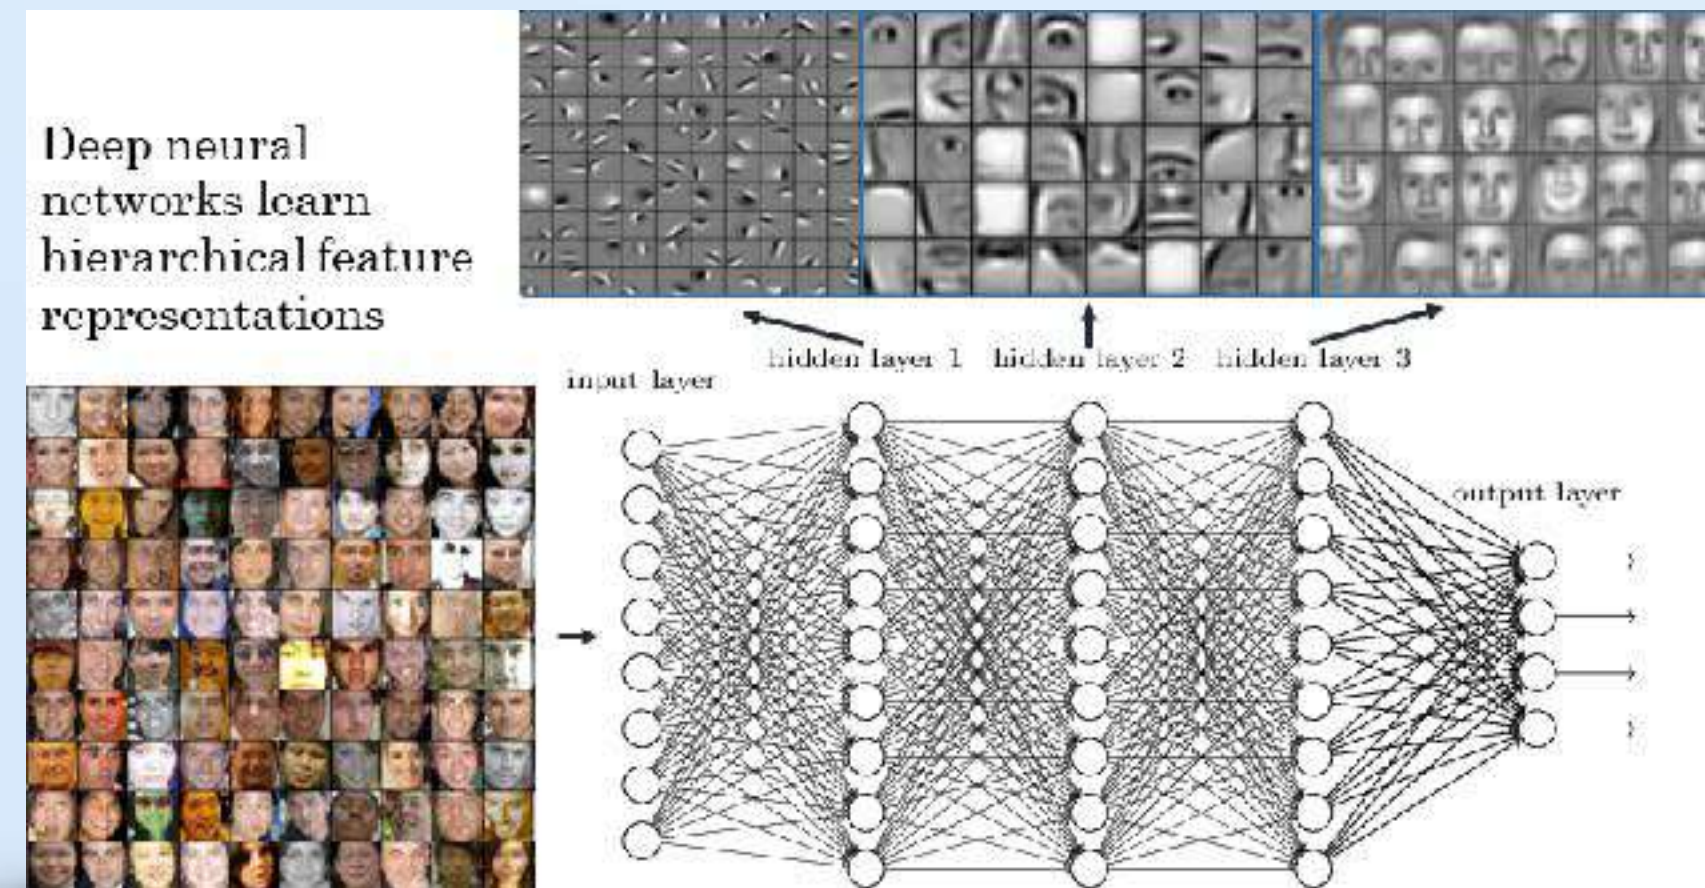 Deep neural
networks learn
hierarchical feature
representations
hidden layer 1 hidden layer 2 hidden layer 3
input layer
output layer